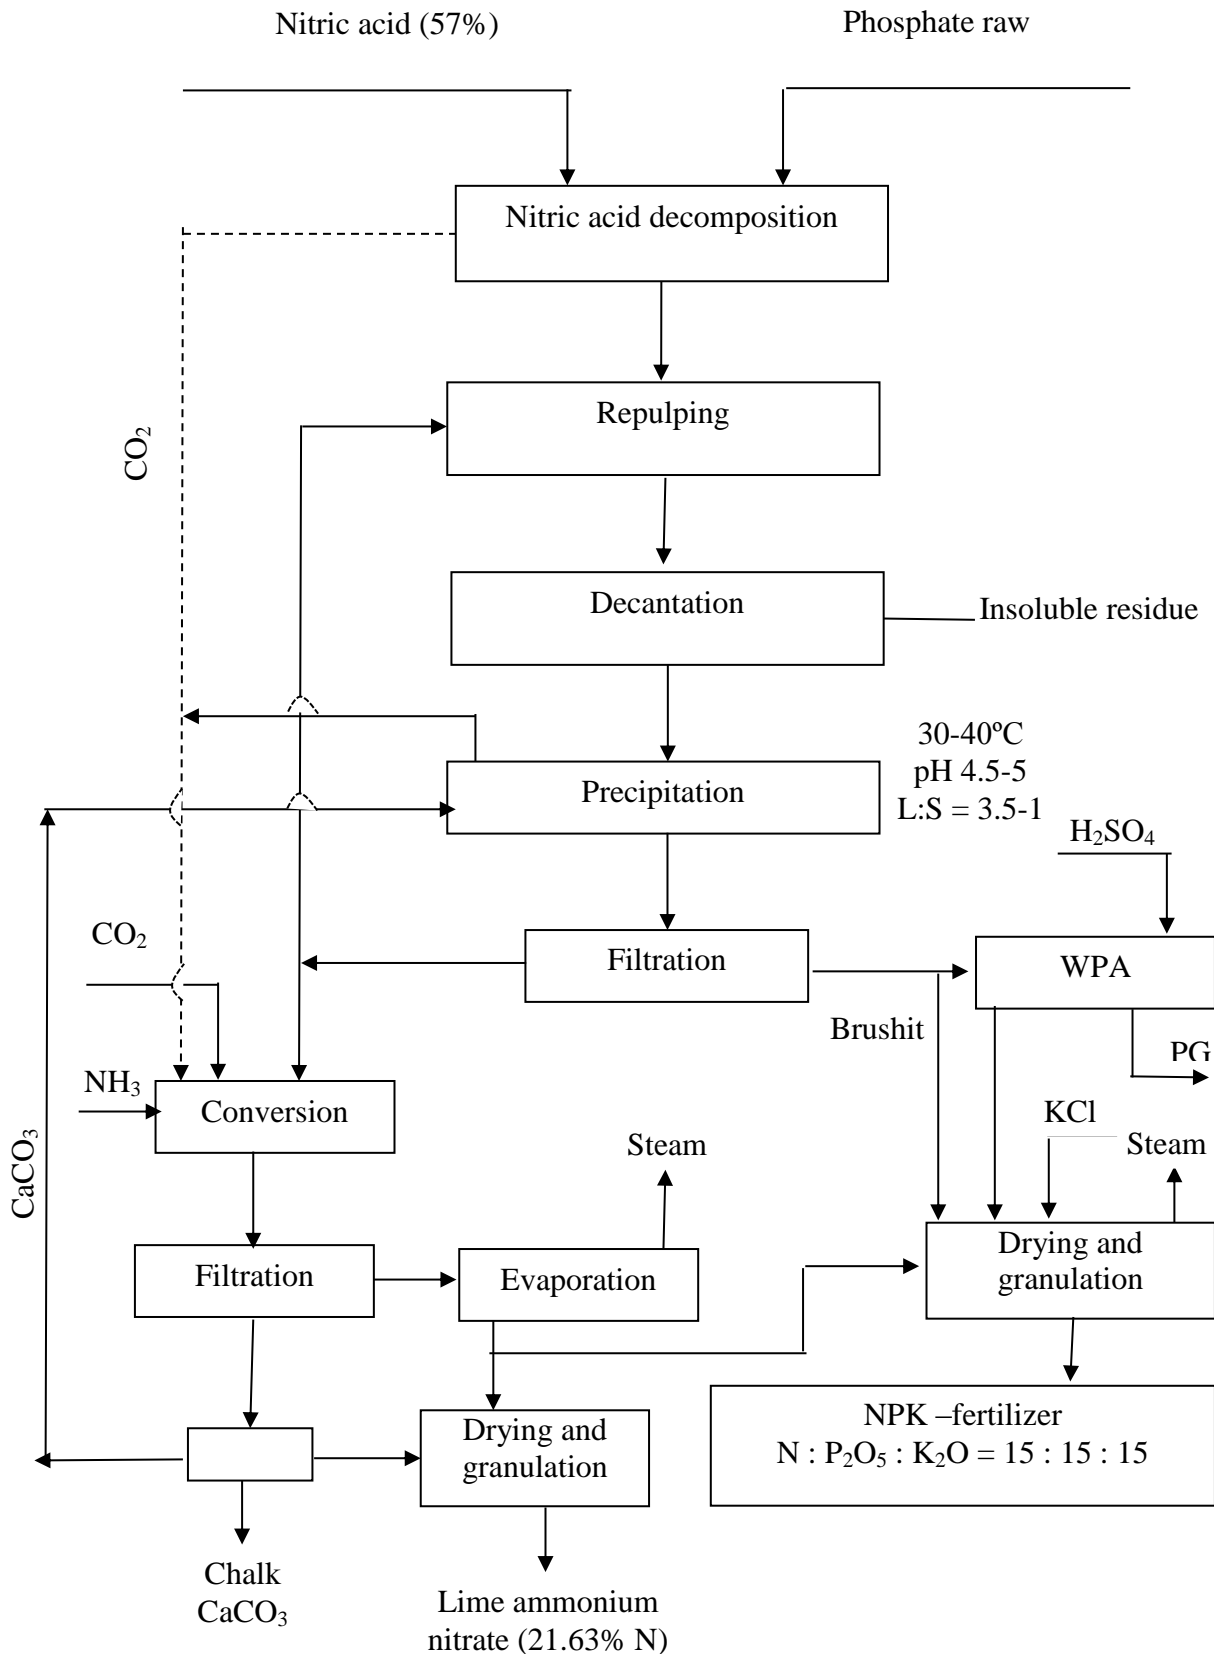 Nitric acid (57%)
Phosphate raw
Nitric acid decomposition
Repulping
CO₂
Decantation
Insoluble residue
Precipitation
30-40ºC
pH 4.5-5
L:S = 3.5-1
H₂SO₄
CO₂
Filtration
WPA
Brushit
PG
NH₃
Conversion
KCl
Steam
Steam
CaCO₃
Filtration
Evaporation
Drying and
granulation
Drying and
granulation
NPK –fertilizer
N : P₂O₅ : K₂O = 15 : 15 : 15
Chalk
CaCO₃
Lime ammonium
nitrate (21.63% N)